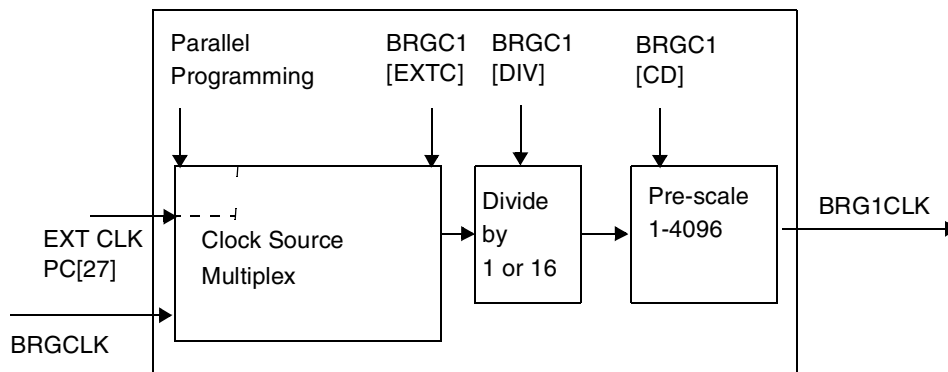 Parallel
Programming
BRGC1
[EXTC]
BRGC1
[DIV]
BRGC1
[CD]
EXT CLK
PC[27]
BRGCLK
Clock Source
Multiplex
Divide
by
1 or 16
Pre-scale
1-4096
BRG1CLK